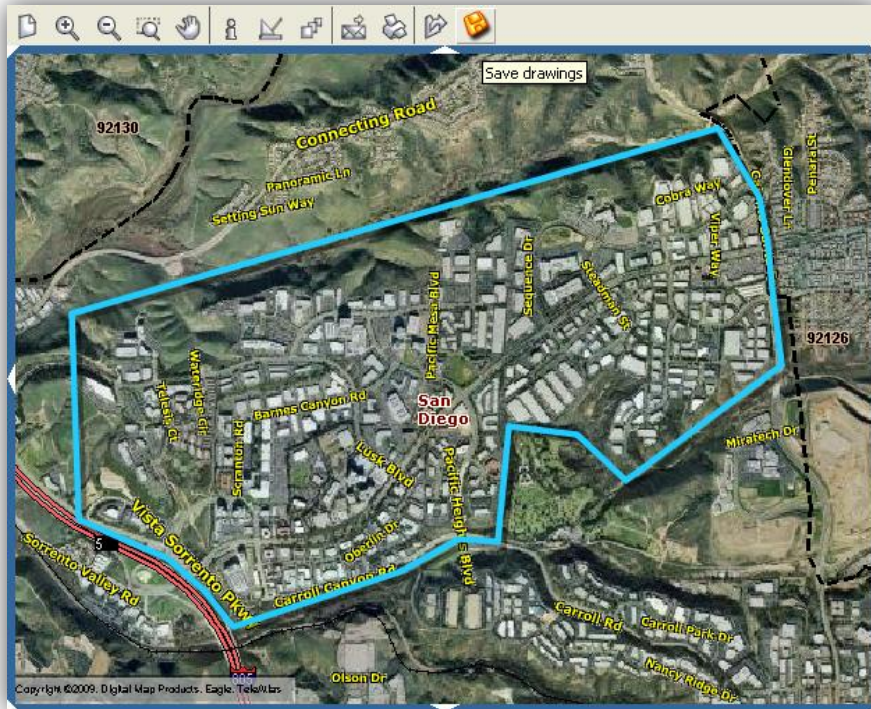 Save drawings
92130
Connecting Road
Panoramic Ln
Setting Sun Way
Glendover Ln
Penara St
Cobra Way
Viper Way
Sequence Dr
Steadman St
Pacific Mesa Blvd
92126
Waterridge Cir
Telesis Ct
Barnes Canyon Rd
San
Diego
Scranton Rd
Lusk Blvd
Miratech Dr
Pacific Heights Blvd
Vista Sorrento Pkwy
Oberlin Dr
5
Sorrento Valley Rd
Carroll Canyon Rd
Carroll Rd
Carroll Park Dr
Nancy Ridge Dr
805
Olson Dr
Copyright ©2009, Digital Map Products, Eagle, TeleAtlas